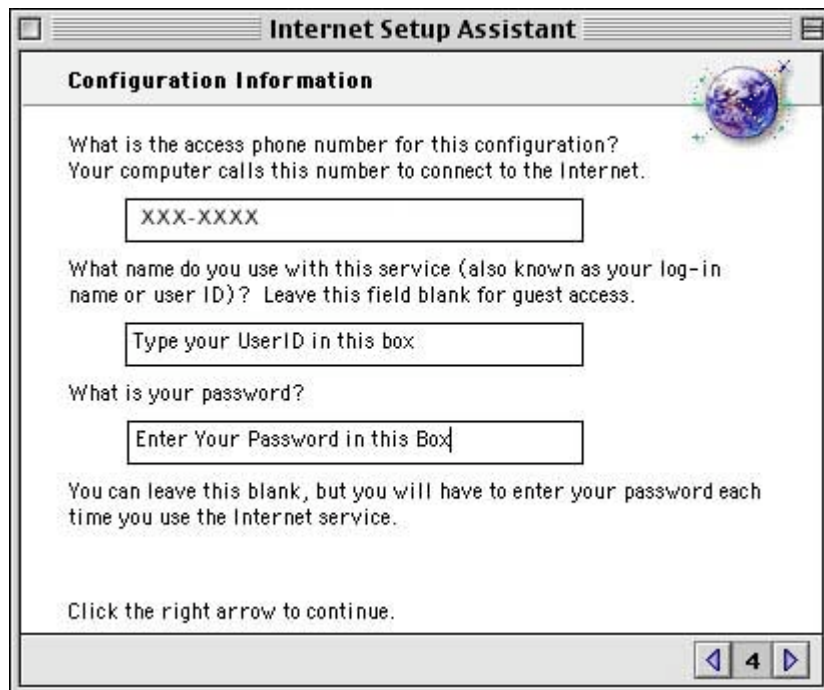 Internet Setup Assistant
Configuration Information
What is the access phone number for this configuration?
Your computer calls this number to connect to the Internet.
XXX-XXXX
What name do you use with this service (also known as your log-in
name or user ID)? Leave this field blank for guest access.
Type your UserID in this box
What is your password?
Enter Your Password in this Box
You can leave this blank, but you will have to enter your password each
time you use the Internet service.
Click the right arrow to continue.
4